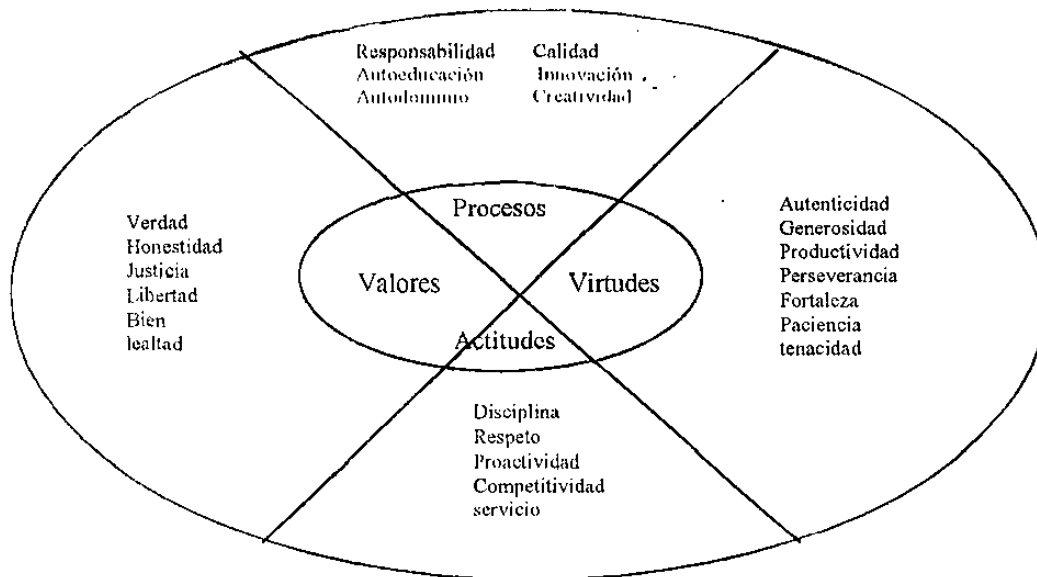 Responsabilidad Calidad
Autoeducación Innovación
Autodominio Creatividad
Procesos
Valores
Virtudes
Actitudes
Verdad
Honestidad
Justicia
Libertad
Bien
lealtad
Autenticidad
Generosidad
Productividad
Perseverancia
Fortaleza
Paciencia
tenacidad
Disciplina
Respeto
Proactividad
Competitividad
servicio